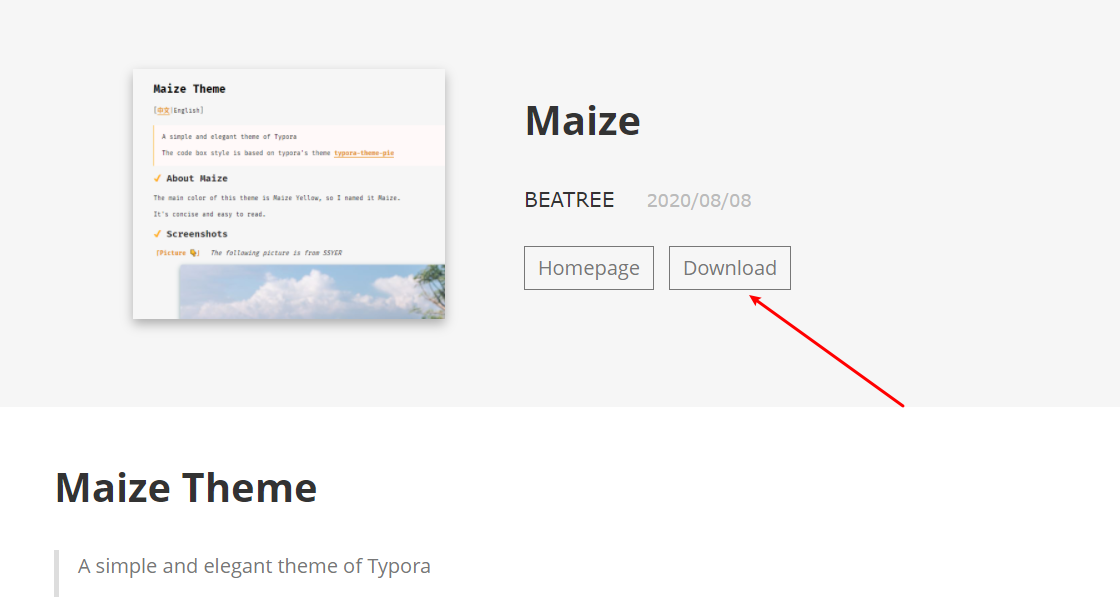 Maize Theme
[中文|English]
A simple and elegant theme of Typora
The code box style is based on typora's theme typora-theme-pie
About Maize
The main color of this theme is Maize Yellow, so I named it Maize.
It's concise and easy to read.
Screenshots
[Picture] The following picture is from SSYER
Maize
BEATREE 2020/08/08
Homepage Download
Maize Theme
A simple and elegant theme of Typora